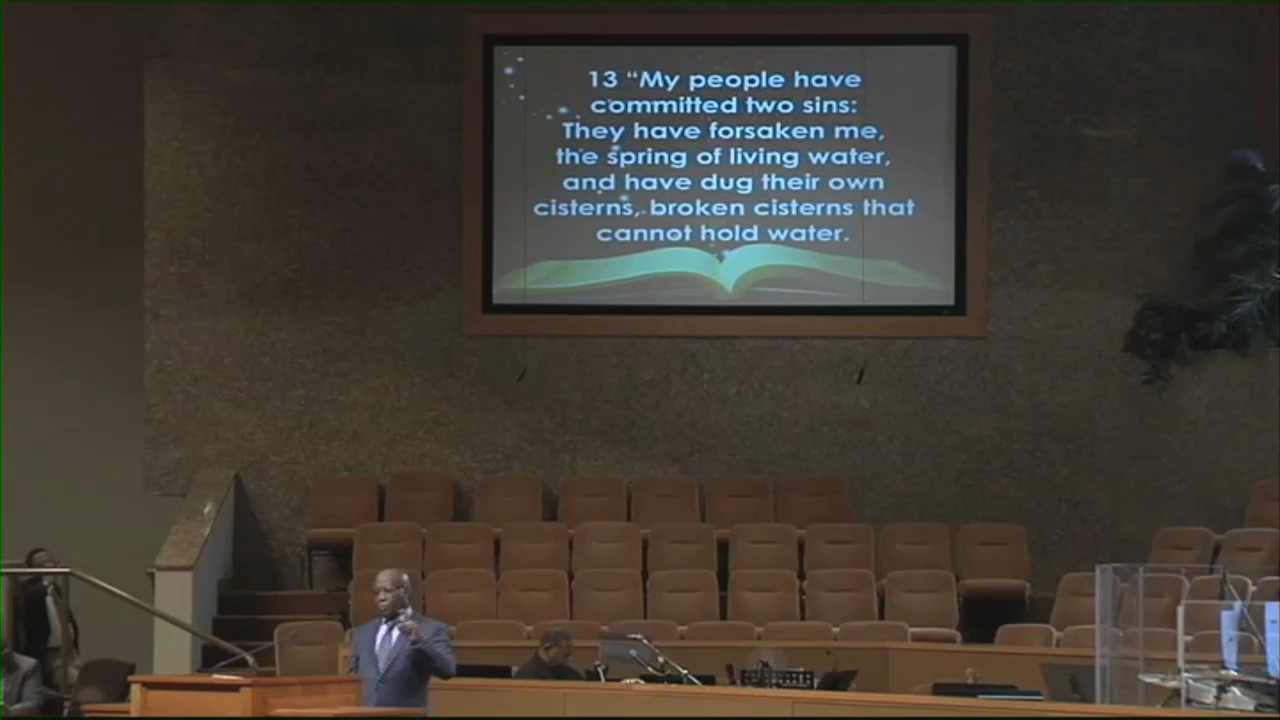 13 “My people have
committed two sins:
They have forsaken me,
the spring of living water,
and have dug their own
cisterns, broken cisterns that
cannot hold water.